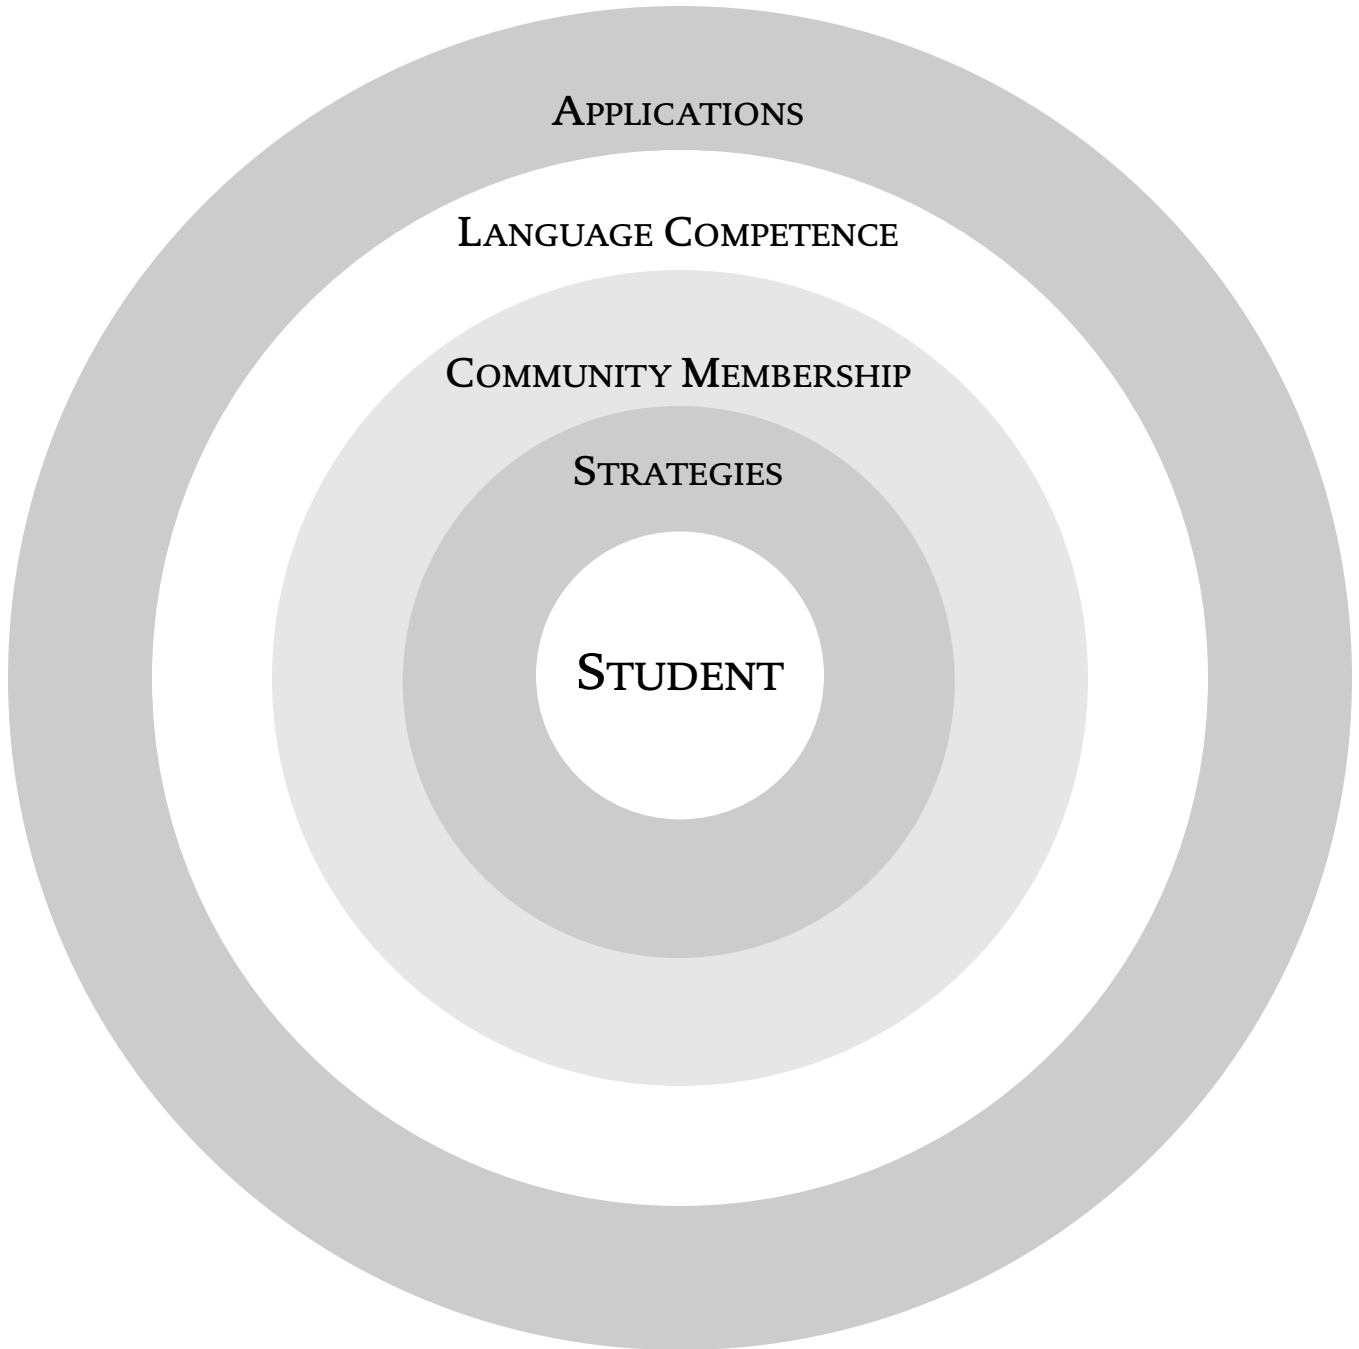 Applications
Language Competence
Community Membership
Strategies
Student